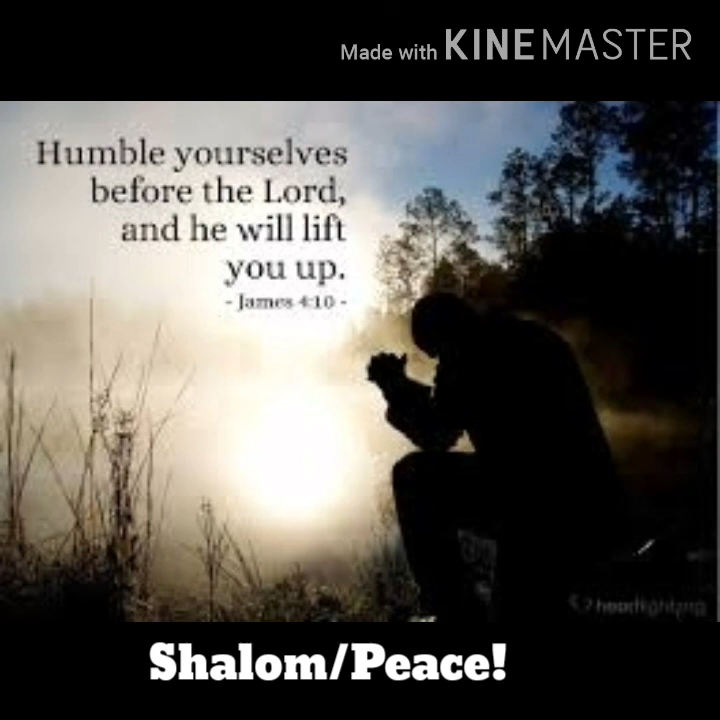 Made with KINEMASTER
Humble yourselves
before the Lord,
and he will lift
you up.
- James 4:10 -
Shalom/Peace!